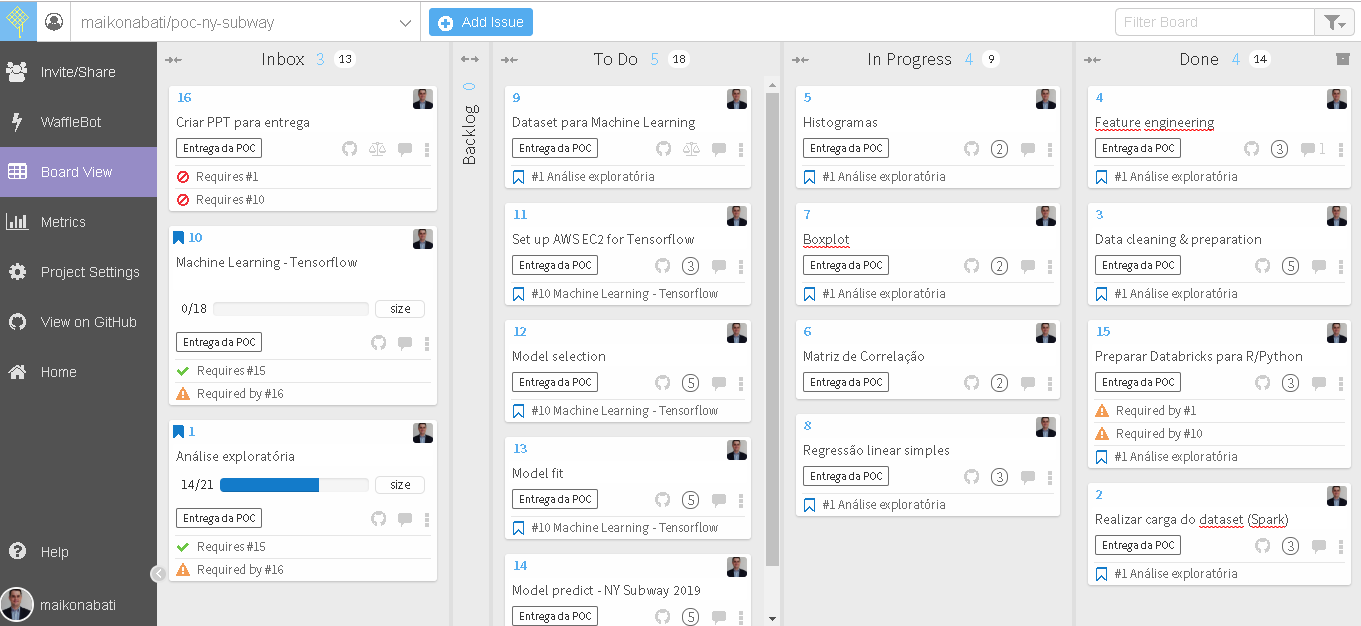 maikonabati/poc-ny-subway
Add Issue
Filter Board
Invite/Share
WaffleBot
Board View
Metrics
Project Settings
View on GitHub
Home
Help
maikonabati
Inbox 3 13
16
Criar PPT para entrega
Entrega da POC
Requires #1
Requires #10
10
Machine Learning - Tensorflow
0/18 size
Entrega da POC
Requires #15
Required by #16
1
Análise exploratória
14/21 size
Entrega da POC
Requires #15
Required by #16
0
Backlog
To Do 5 18
9
Dataset para Machine Learning
Entrega da POC
#1 Análise exploratória
11
Set up AWS EC2 for Tensorflow
Entrega da POC 3
#10 Machine Learning - Tensorflow
12
Model selection
Entrega da POC 5
#10 Machine Learning - Tensorflow
13
Model fit
Entrega da POC 5
#10 Machine Learning - Tensorflow
14
Model predict - NY Subway 2019
Entrega da POC 5
In Progress 4 9
5
Histogramas
Entrega da POC 2
#1 Análise exploratória
7
Boxplot
Entrega da POC 2
#1 Análise exploratória
6
Matriz de Correlação
Entrega da POC 2
8
Regressão linear simples
Entrega da POC 3
#1 Análise exploratória
Done 4 14
4
Feature engineering
Entrega da POC 3 1
#1 Análise exploratória
3
Data cleaning & preparation
Entrega da POC 5
#1 Análise exploratória
15
Preparar Databricks para R/Python
Entrega da POC 3
Required by #1
Required by #10
#1 Análise exploratória
2
Realizar carga do dataset (Spark)
Entrega da POC 3
#1 Análise exploratória